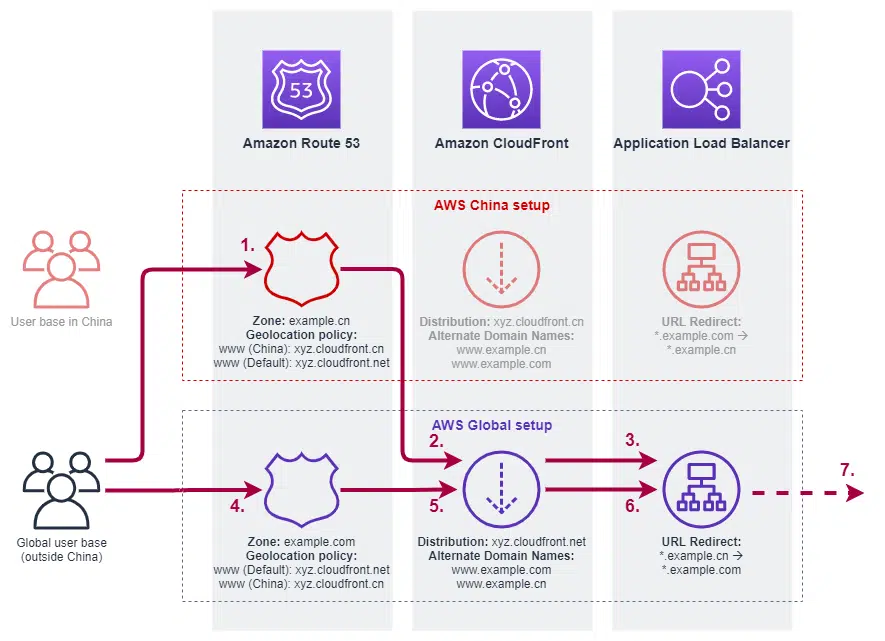 53
Amazon Route 53
Amazon CloudFront
Application Load Balancer
AWS China setup
1.
User base in China
Zone: example.cn
Geolocation policy:
www (China): xyz.cloudfront.cn
www (Default): xyz.cloudfront.net
Distribution: xyz.cloudfront.cn
Alternate Domain Names:
www.example.cn
www.example.com
URL Redirect:
*.example.com →
*.example.cn
AWS Global setup
2.
3.
4.
5.
6.
7.
Global user base
(outside China)
Zone: example.com
Geolocation policy:
www (Default): xyz.cloudfront.net
www (China): xyz.cloudfront.cn
Distribution: xyz.cloudfront.net
Alternate Domain Names:
www.example.com
www.example.cn
URL Redirect:
*.example.cn →
*.example.com